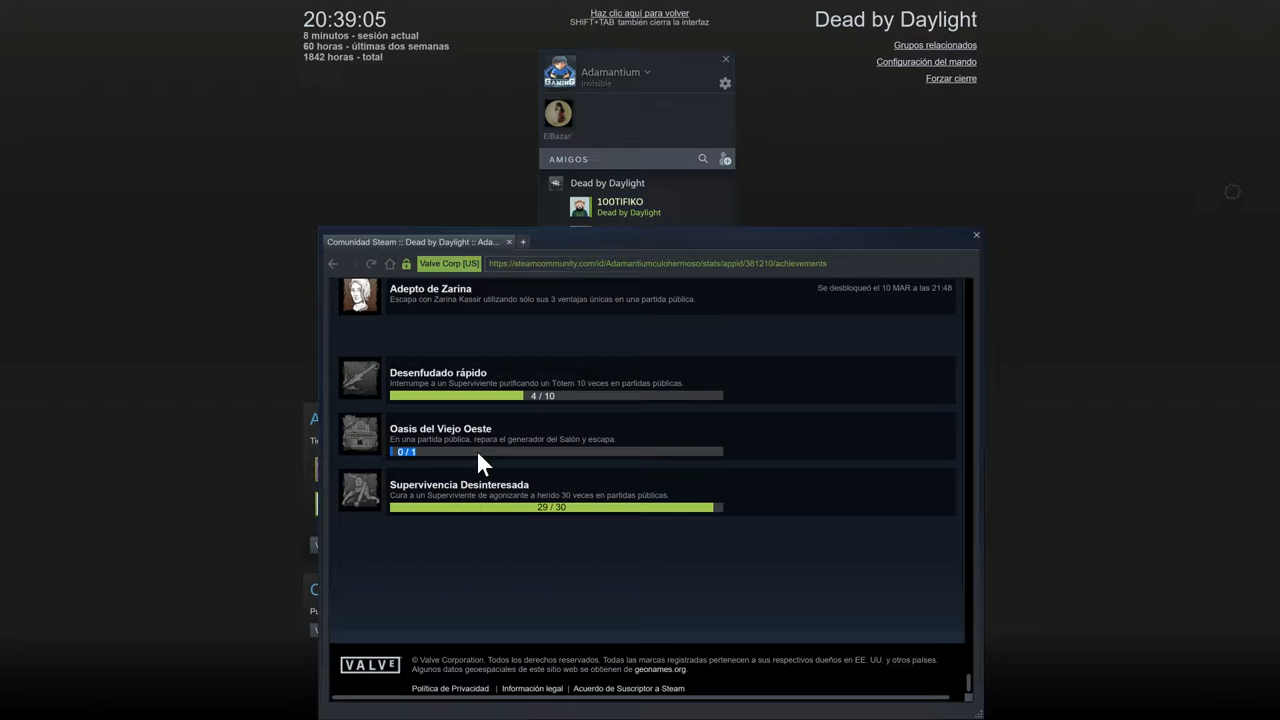 20:39:05
8 minutos - sesión actual
60 horas - últimas dos semanas
1842 horas - total
Haz clic aquí para volver
SHIFT+TAB también cierra la interfaz
Dead by Daylight
Grupos relacionados
Configuración del mando
Forzar cierre
GAMING
Adamantium
Invisible
ElBazar
AMIGOS
Dead by Daylight
100TIFIKO
Dead by Daylight
Comunidad Steam :: Dead by Daylight :: Ada...
Valve Corp [US]
https://steamcommunity.com/id/Adamantiumculohermoso/stats/appid/381210/achievements
Adepto de Zarina
Se desbloqueó el 10 MAR a las 21:48
Escapa con Zarina Kassir utilizando sólo sus 3 ventajas únicas en una partida pública.
Desenfudado rápido
Interrumpe a un Superviviente purificando un Tótem 10 veces en partidas públicas.
4 / 10
Oasis del Viejo Oeste
En una partida pública, repara el generador del Salón y escapa.
0 / 1
Supervivencia Desinteresada
Cura a un Superviviente de agonizante a herido 30 veces en partidas públicas.
29 / 30
VALVE
© Valve Corporation. Todos los derechos reservados. Todas las marcas registradas pertenecen a sus respectivos dueños en EE. UU. y otros países.
Algunos datos geoespaciales de este sitio web se obtienen de geonames.org.
Política de Privacidad | Información legal | Acuerdo de Suscriptor a Steam